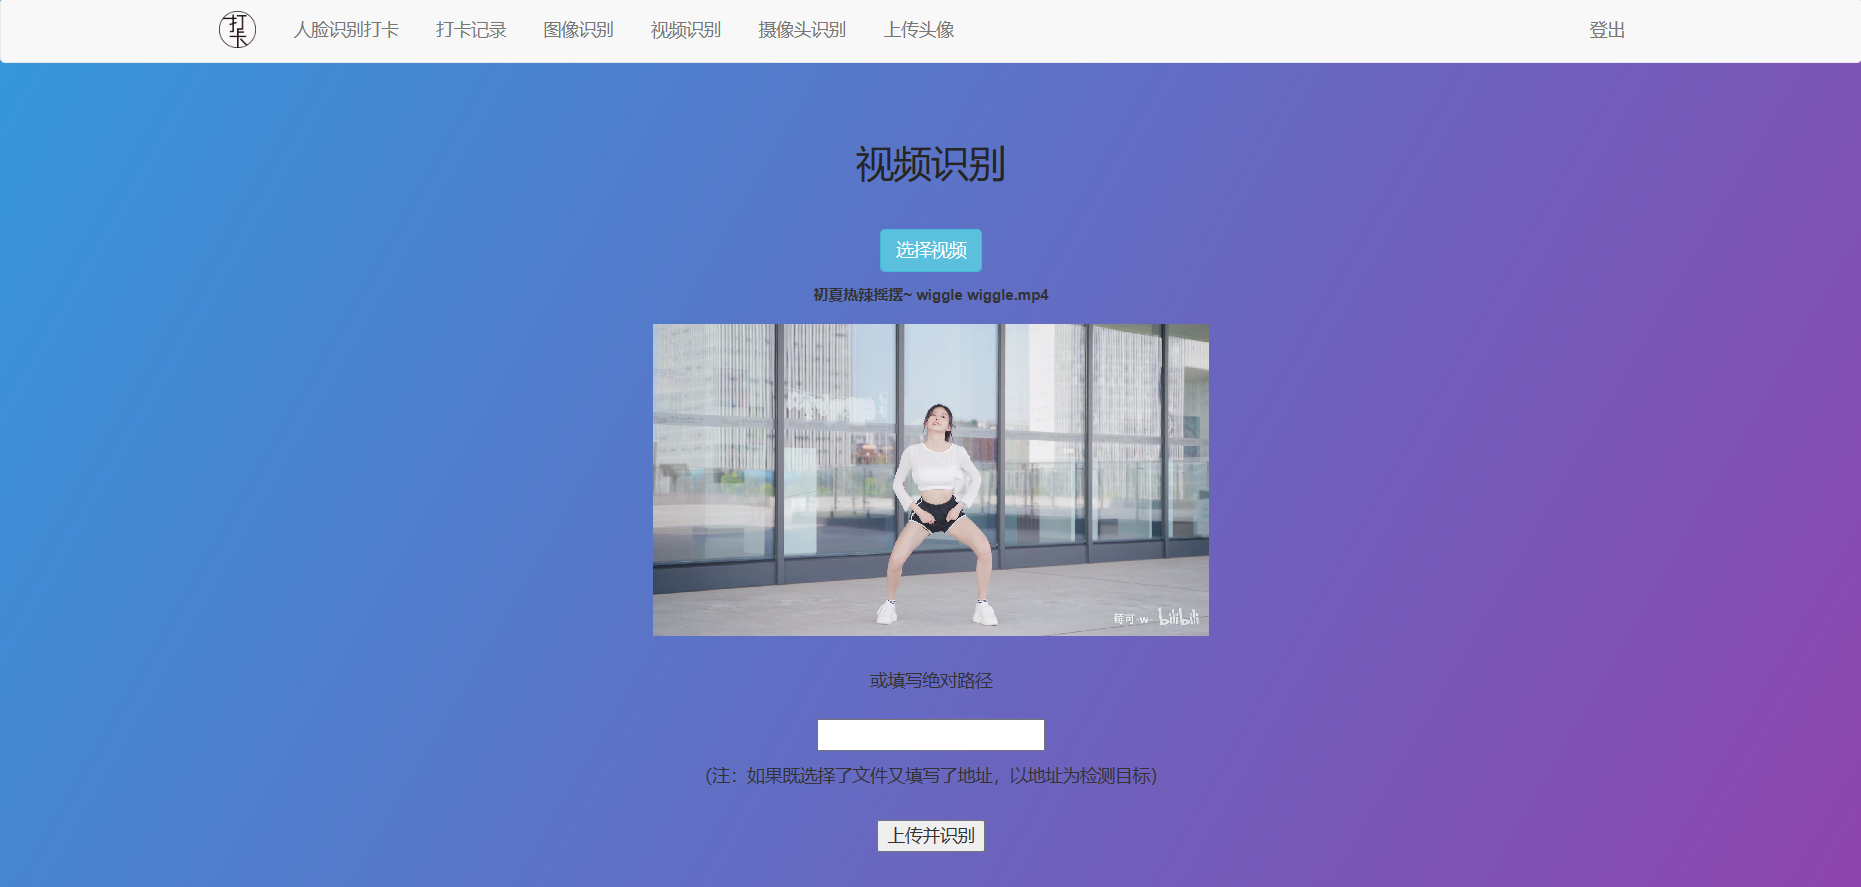 打卡 人脸识别打卡 打卡记录 图像识别 视频识别 摄像头识别 上传头像 登出
视频识别
选择视频
初夏热辣摇摆~ wiggle wiggle.mp4
莓可-w- bilibili
或填写绝对路径
(注：如果既选择了文件又填写了地址，以地址为检测目标)
上传并识别